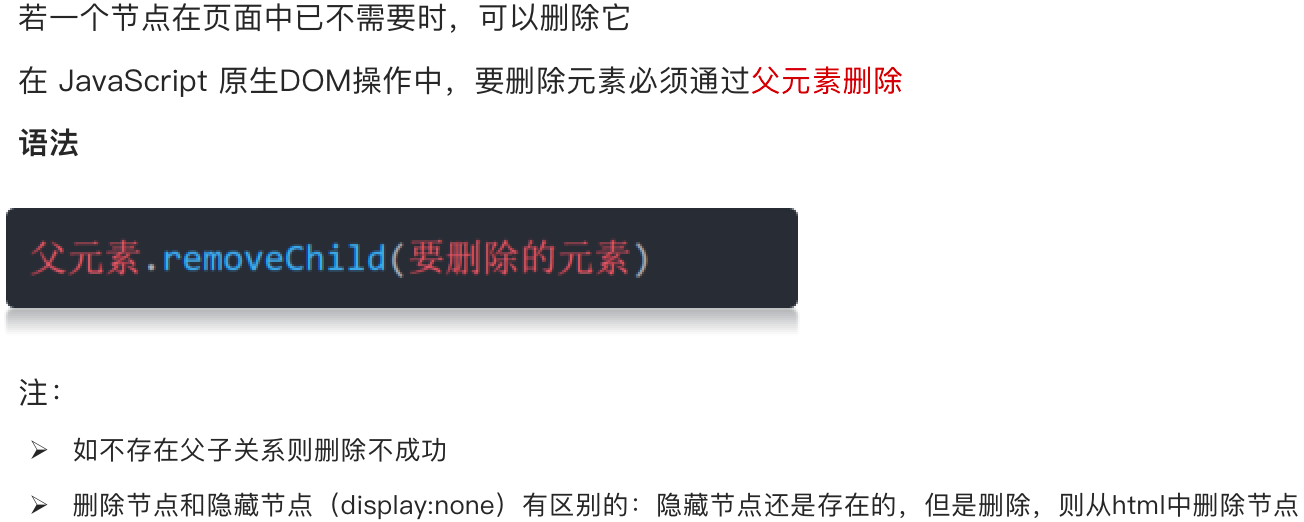 若一个节点在页面中已不需要时，可以删除它
在 JavaScript 原生DOM操作中，要删除元素必须通过父元素删除
语法
父元素.removeChild(要删除的元素)
注：
➢ 如不存在父子关系则删除不成功
➢ 删除节点和隐藏节点（display:none）有区别的：隐藏节点还是存在的，但是删除，则从html中删除节点